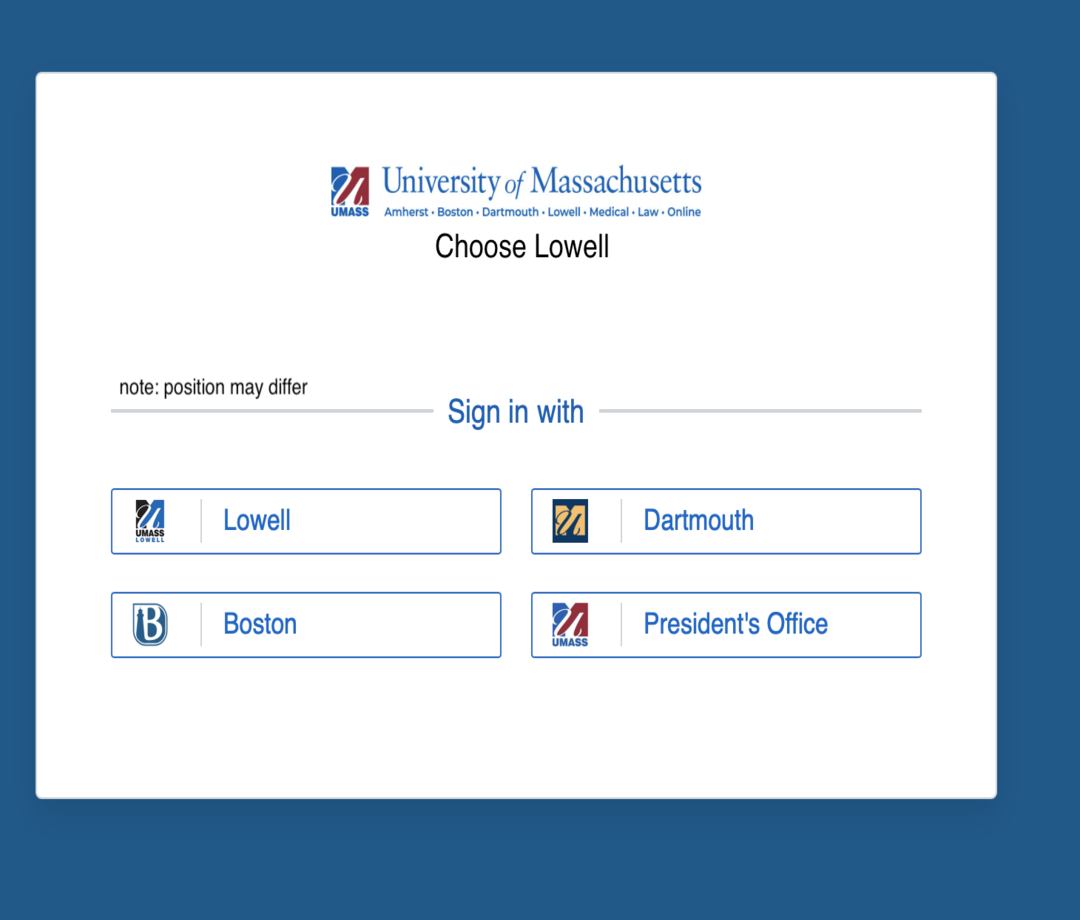 University of Massachusetts
UMASS
Amherst · Boston · Dartmouth · Lowell · Medical · Law · Online
Choose Lowell
note: position may differ
Sign in with
UMASS
LOWELL
Lowell
Dartmouth
B
Boston
UMASS
President's Office